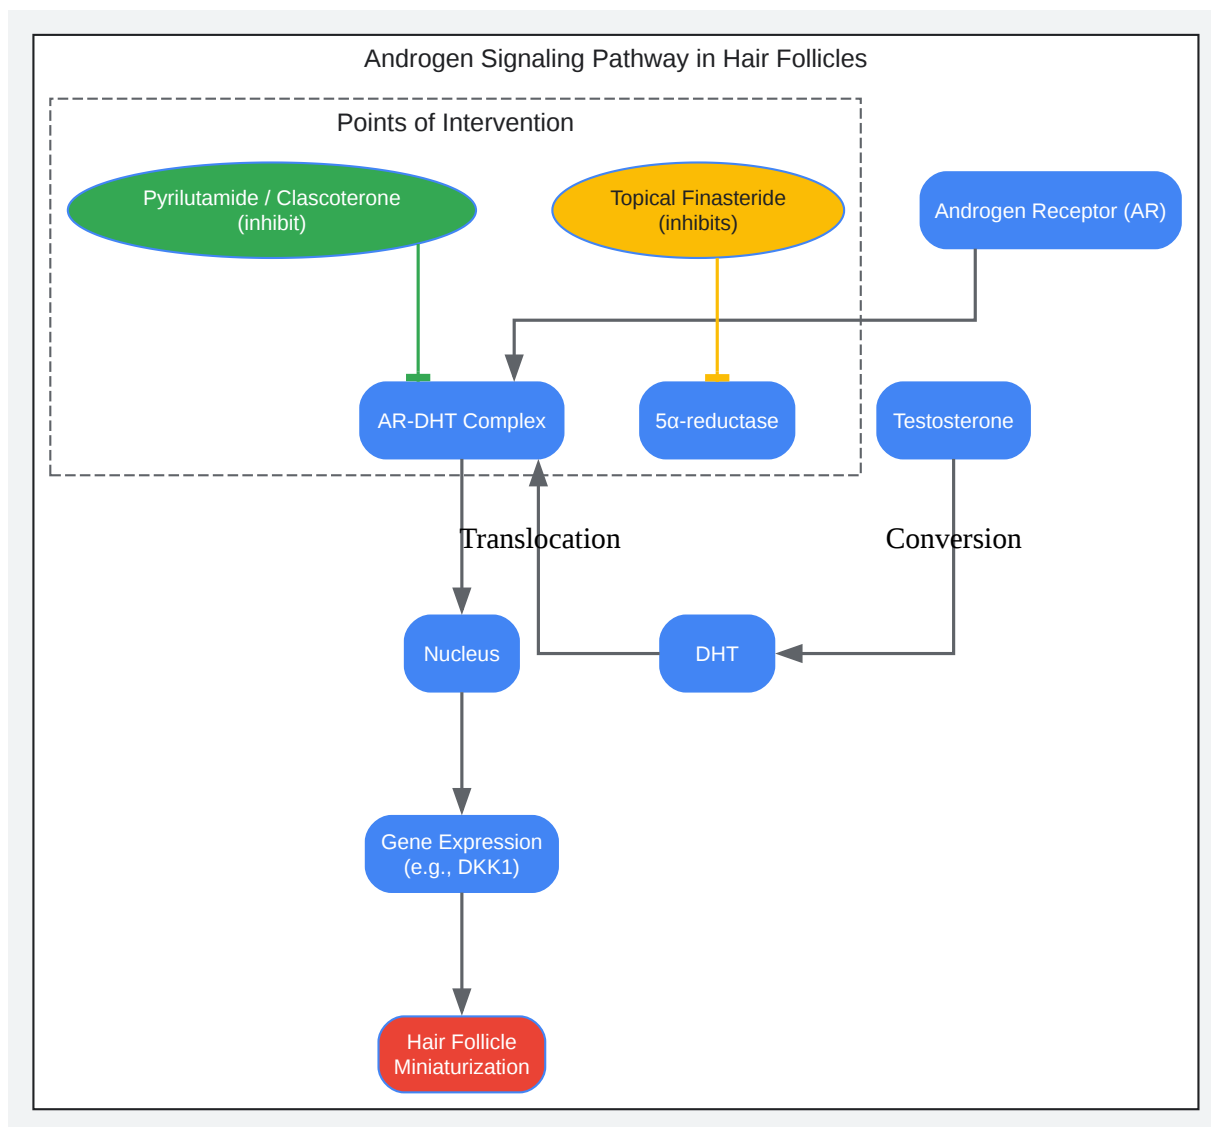 Androgen Signaling Pathway in Hair Follicles
Points of Intervention
Pyrilutamide / Clascoterone
(inhibit)
Topical Finasteride
(inhibits)
Androgen Receptor (AR)
AR-DHT Complex
5α-reductase
Testosterone
Translocation
Conversion
Nucleus
DHT
Gene Expression
(e.g., DKK1)
Hair Follicle
Miniaturization